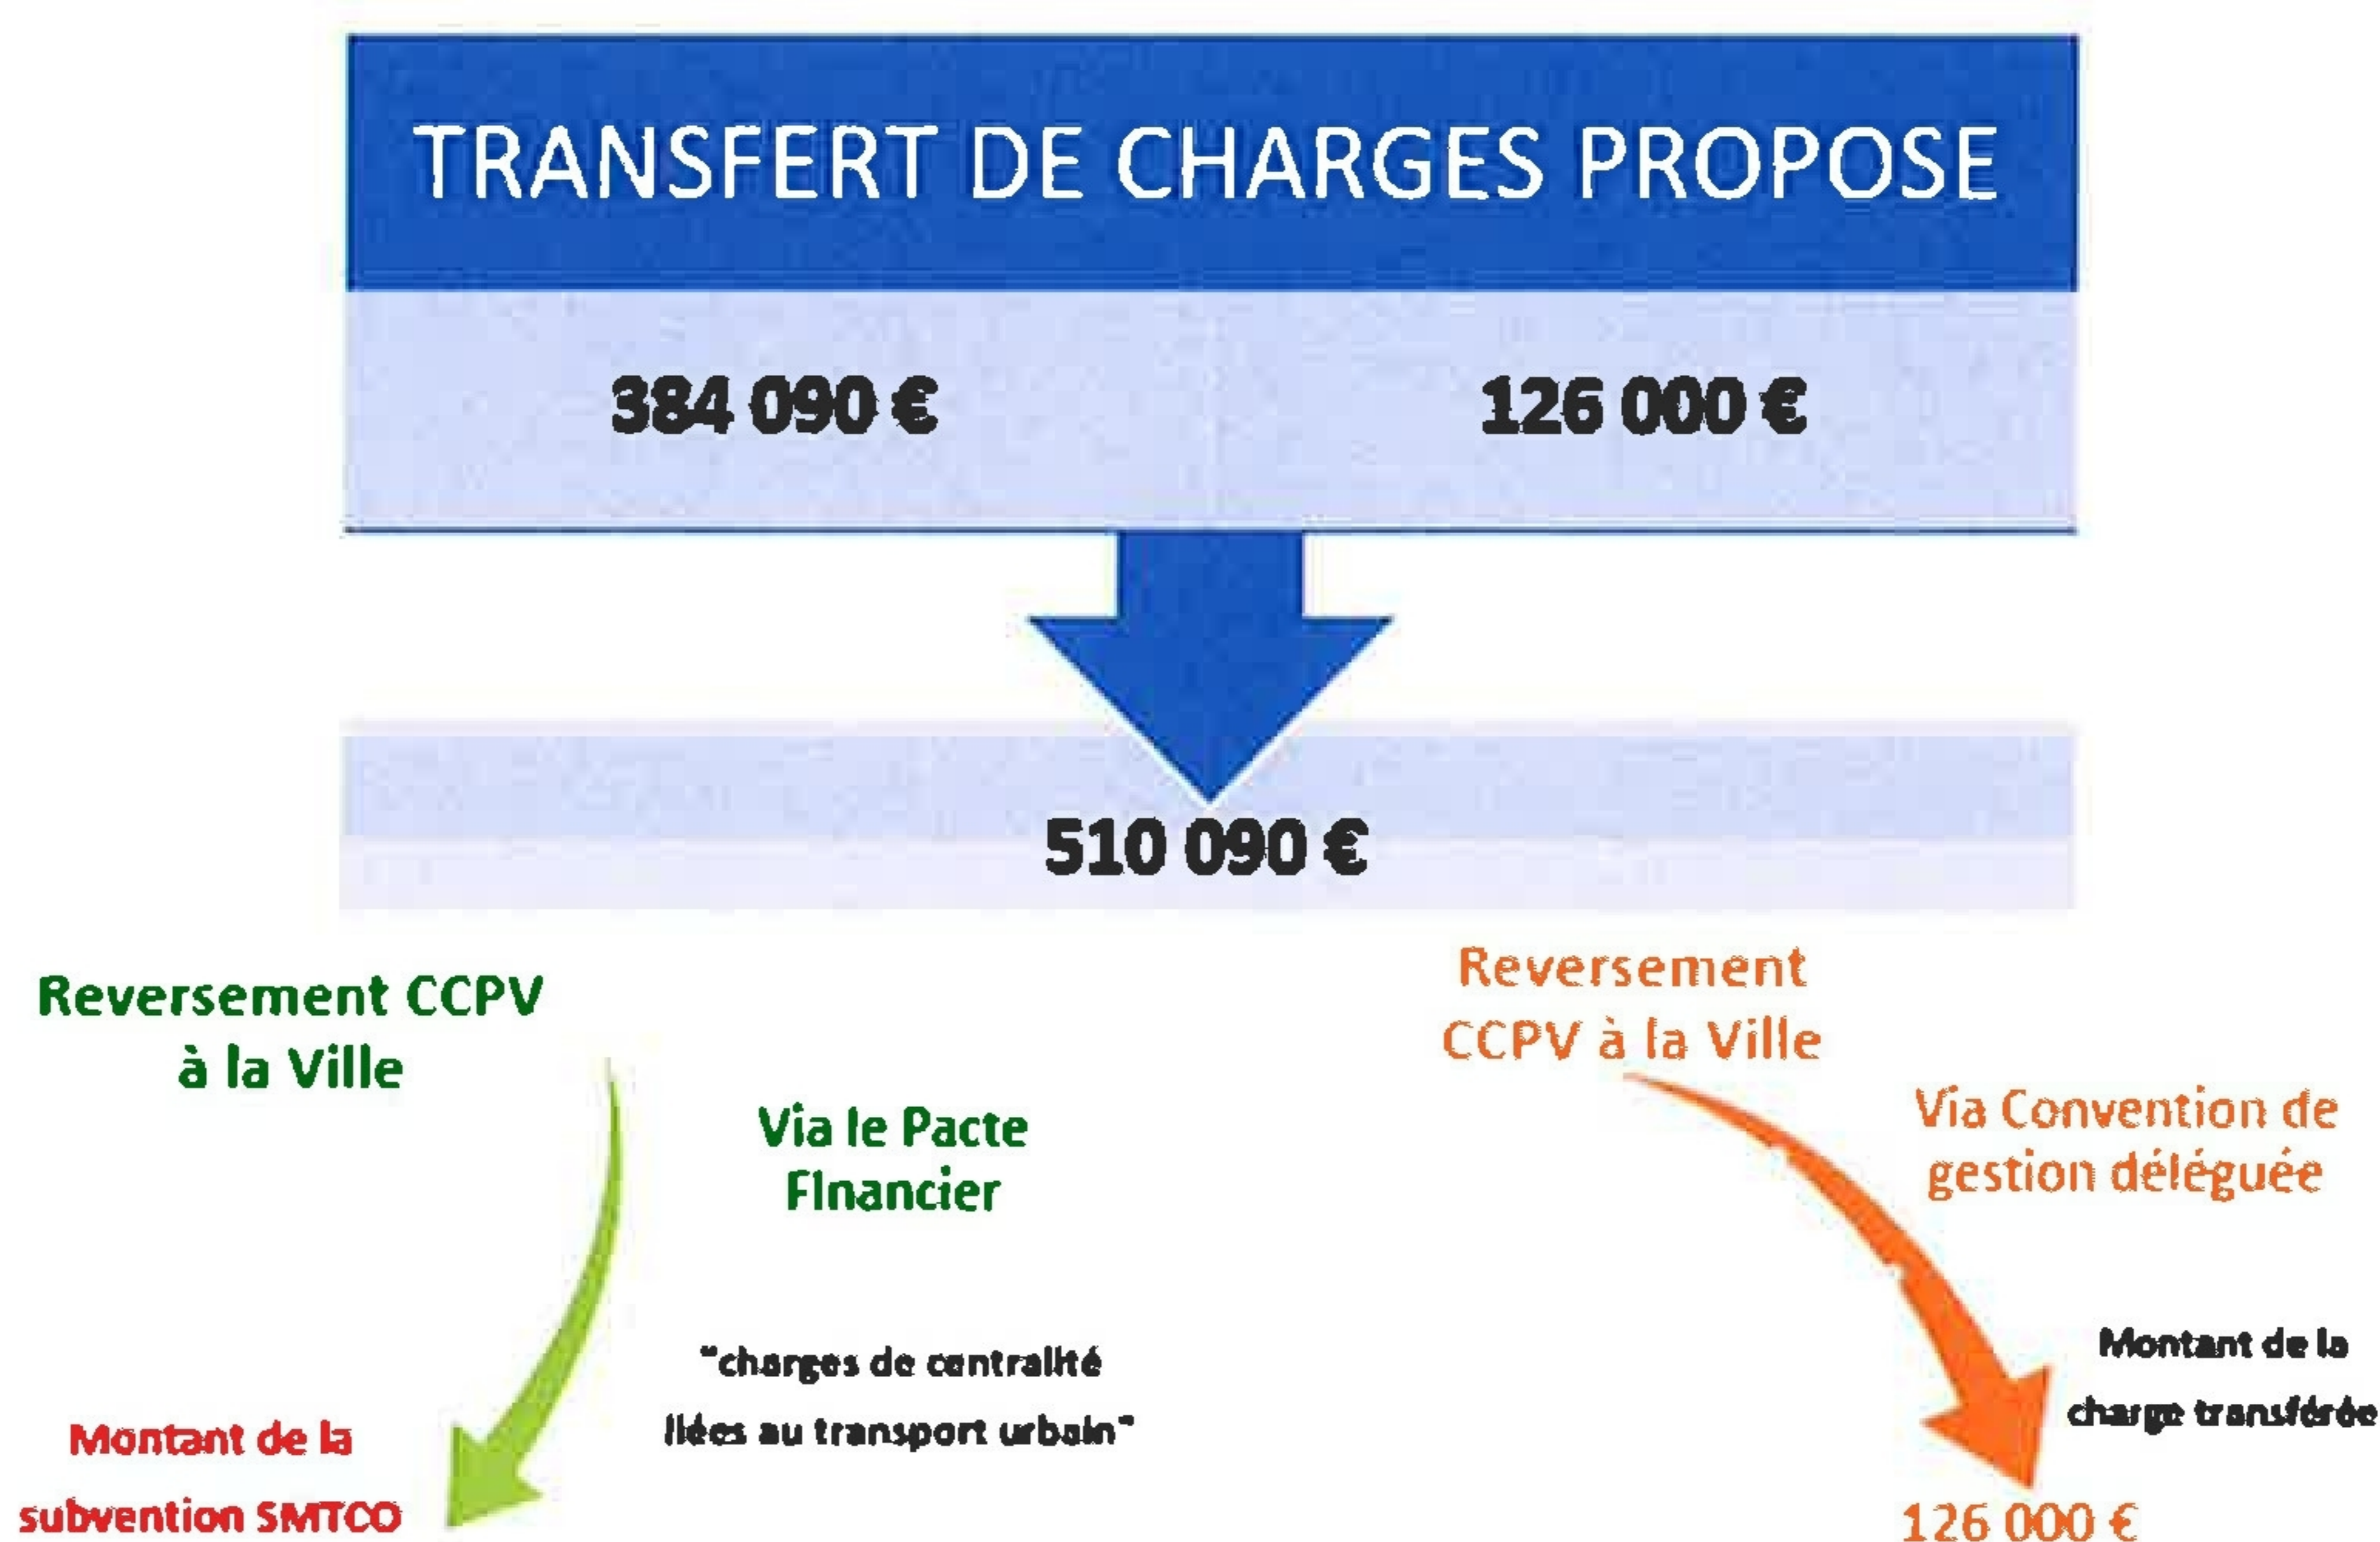 TRANSFERT DE CHARGES PROPOSE
384 090 € 126 000 €
510 090 €
Reversement CCPV
à la Ville
Via le Pacte
FInancier
"charges de centralité
liées au transport urbain"
Montant de la
subvention SMTCO
Reversement
CCPV à la Ville
Via Convention de
gestion déléguée
Montant de la
charge transférée
126 000 €